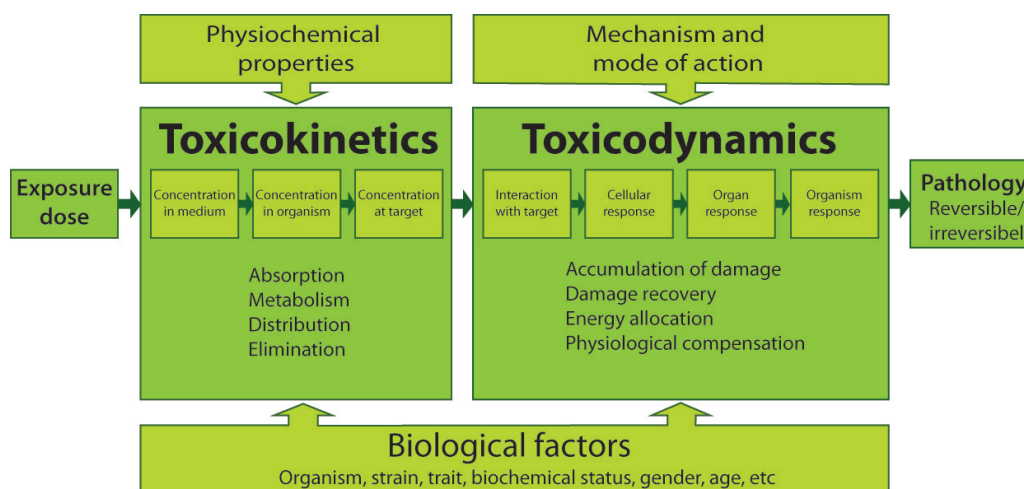 Physiochemical
properties
Mechanism and
mode of action
Toxicokinetics
Toxicodynamics
Exposure
dose
Concentration
in medium
Concentration
in organism
Concentration
at target
Interaction
with target
Cellular
response
Organ
response
Organism
response
Pathology
Reversible/
irreversibel
Absorption
Metabolism
Distribution
Elimination
Accumulation of damage
Damage recovery
Energy allocation
Physiological compensation
Biological factors
Organism, strain, trait, biochemical status, gender, age, etc